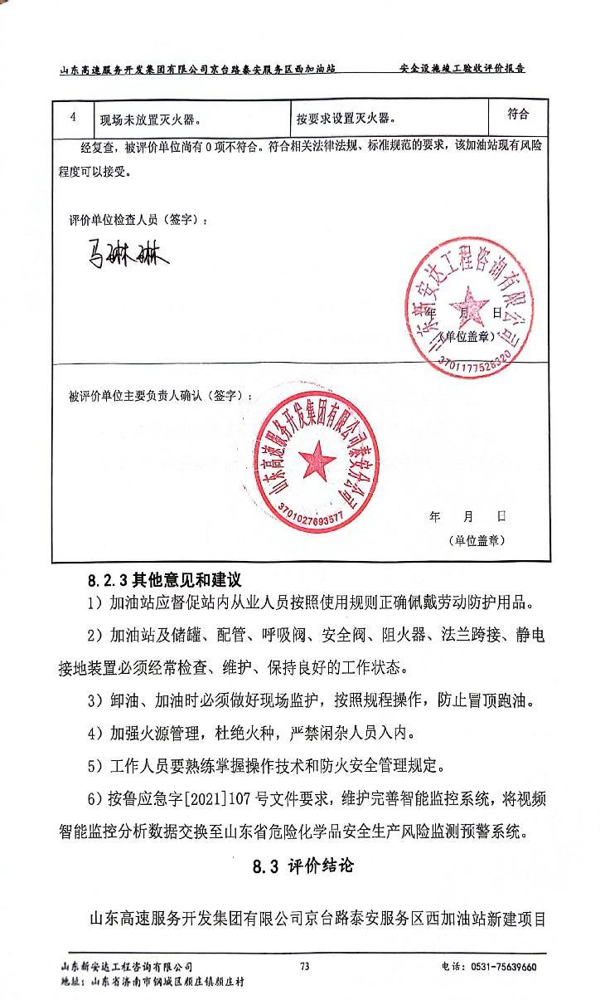 山东高速服务开发集团有限公司京台路泰安服务区西加油站 安全设施竣工验收评价报告
4 现场未放置灭火器。 按要求设置灭火器。 符合
经复查，被评价单位尚有0项不符合。符合相关法律法规、标准规范的要求，该加油站现有风险
程度可以接受。
评价单位检查人员（签字）：
马琳琳
山东新安达工程咨询有限公司
年 月 日
（单位盖章）
3701177526320
被评价单位主要负责人确认（签字）：
山东高速服务开发集团有限公司泰安分公司
3701027693577
年 月 日
（单位盖章）
8.2.3 其他意见和建议
1）加油站应督促站内从业人员按照使用规则正确佩戴劳动防护用品。
2）加油站及储罐、配管、呼吸阀、安全阀、阻火器、法兰跨接、静电
接地装置必须经常检查、维护、保持良好的工作状态。
3）卸油、加油时必须做好现场监护，按照规程操作，防止冒顶跑油。
4）加强火源管理，杜绝火种，严禁闲杂人员入内。
5）工作人员要熟练掌握操作技术和防火安全管理规定。
6）按鲁应急字[2021]107 号文件要求，维护完善智能监控系统，将视频
智能监控分析数据交换至山东省危险化学品安全生产风险监测预警系统。
8.3 评价结论
山东高速服务开发集团有限公司京台路泰安服务区西加油站新建项目
山东新安达工程咨询有限公司 73 电话：0531-75639660
地址：山东省济南市钢城区颜庄镇颜庄村